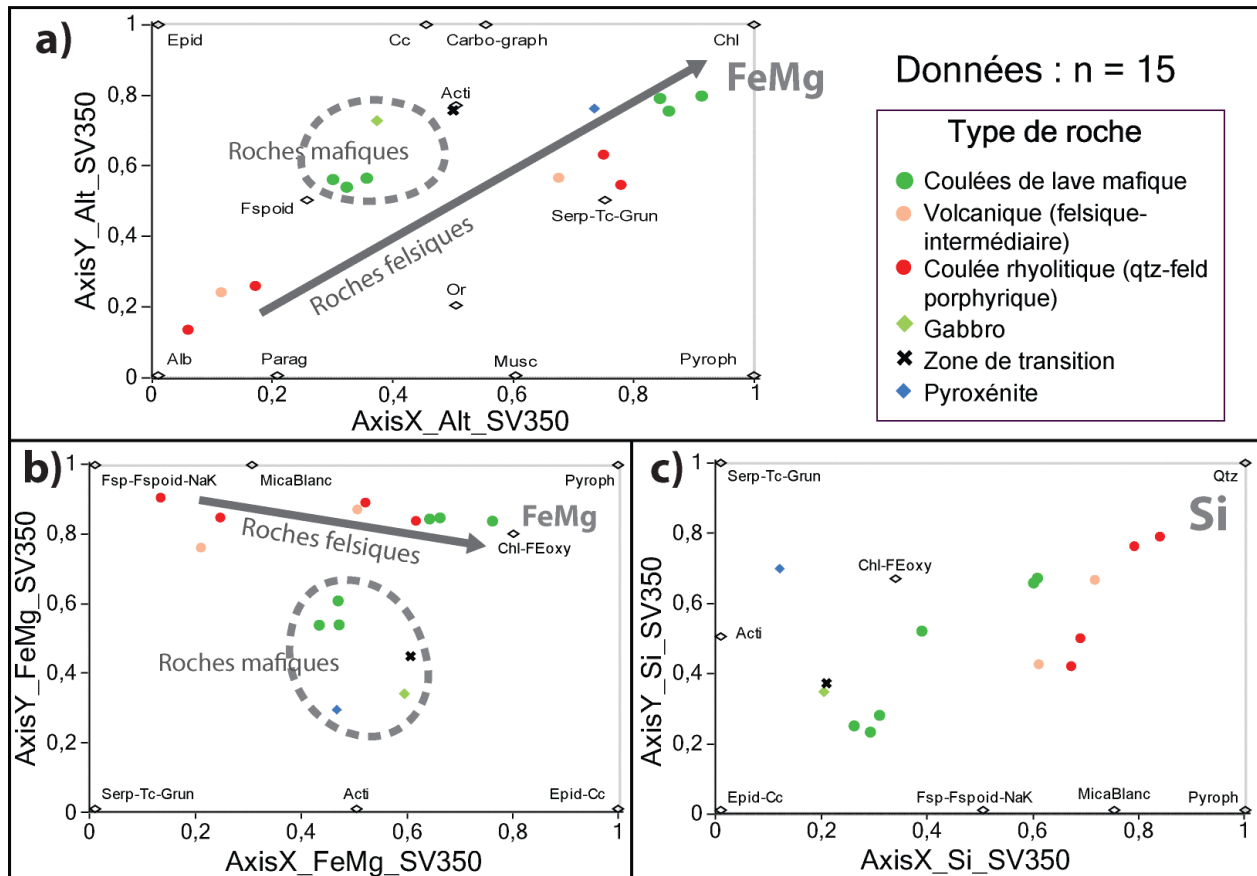 a)
Epid
Cc
Carbo-graph
Chl
FeMg
Acti
Roches mafiques
Fspoid
Serp-Tc-Grun
Roches felsiques
Or
Alb
Parag
Musc
Pyroph
1
0,8
0,6
0,4
0,2
0
0
0,2
0,4
0,6
0,8
1
AxisY_Alt_SV350
AxisX_Alt_SV350
Données : n = 15
Type de roche
Coulées de lave mafique
Volcanique (felsique-
intermédiaire)
Coulée rhyolitique (qtz-feld
porphyrique)
Gabbro
Zone de transition
Pyroxénite
b)
Fsp-Fspoid-NaK
MicaBlanc
Pyroph
FeMg
Roches felsiques
Chl-FEoxy
Roches mafiques
Serp-Tc-Grun
Acti
Epid-Cc
1
0,8
0,6
0,4
0,2
0
0
0,2
0,4
0,6
0,8
1
AxisY_FeMg_SV350
AxisX_FeMg_SV350
c)
Serp-Tc-Grun
Qtz
Si
Chl-FEoxy
Acti
Epid-Cc
Fsp-Fspoid-NaK
MicaBlanc
Pyroph
1
0,8
0,6
0,4
0,2
0
0
0,2
0,4
0,6
0,8
1
AxisY_Si_SV350
AxisX_Si_SV350